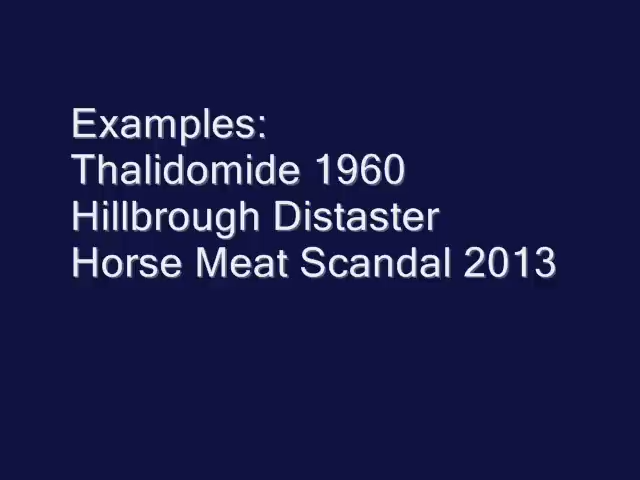 Examples:
Thalidomide 1960
Hillbrough Distaster
Horse Meat Scandal 2013